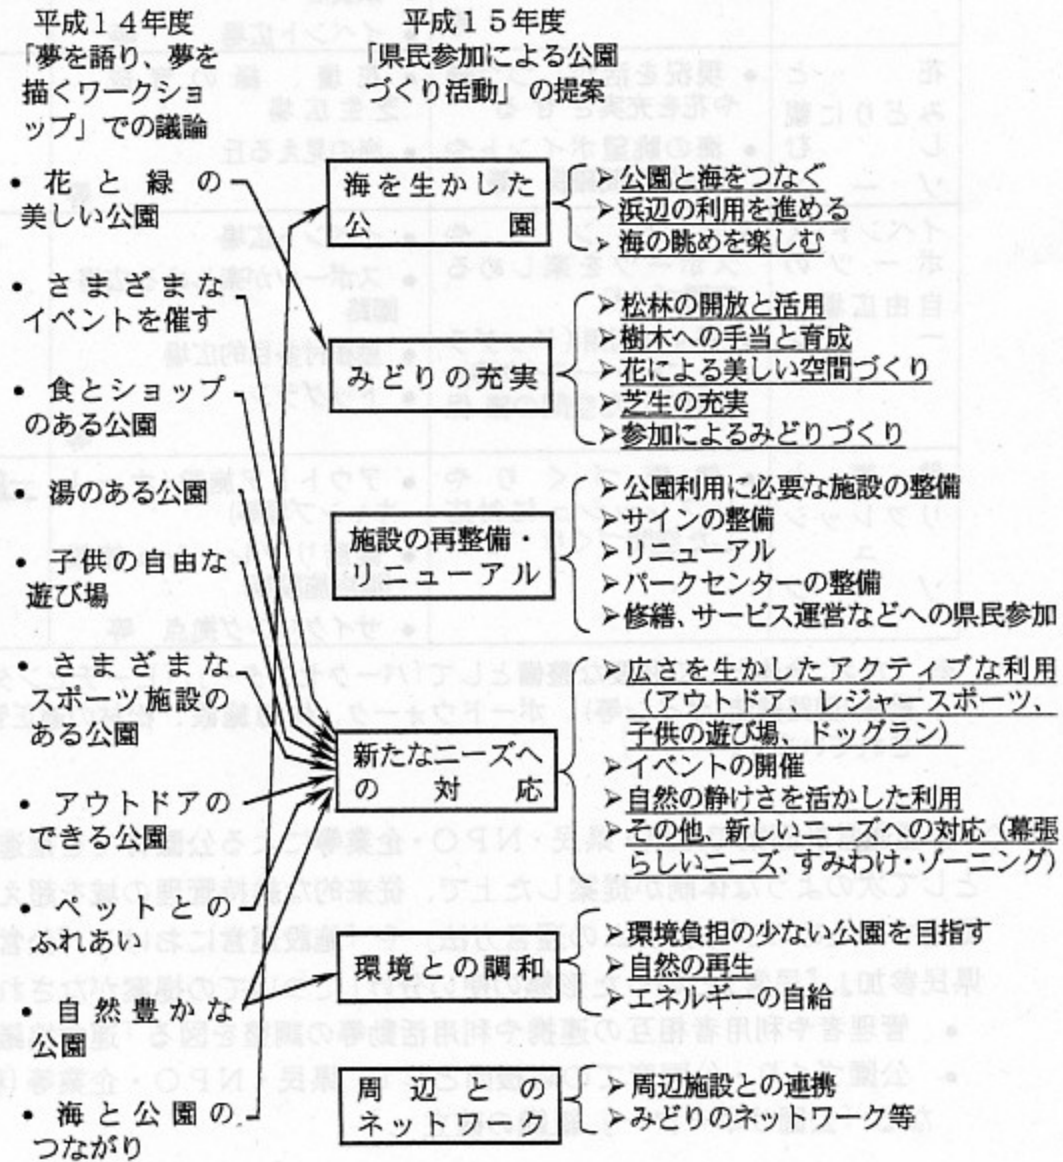 平成１４年度
「夢を語り、夢を
描くワークショ
ップ」での議論
平成１５年度
「県民参加による公園
づくり活動」の提案
• 花と緑の
美しい公園
• さまざまな
イベントを催す
• 食とショップ
のある公園
• 湯のある公園
• 子供の自由な
遊び場
• さまざまな
スポーツ施設の
ある公園
• アウトドアの
できる公園
• ペットとの
ふれあい
• 自然豊かな
公園
• 海と公園の
つながり
海を生かした
公園
➢公園と海をつなぐ
➢浜辺の利用を進める
➢海の眺めを楽しむ
みどりの充実
➢松林の開放と活用
➢樹木への手当と育成
➢花による美しい空間づくり
➢芝生の充実
➢参加によるみどりづくり
施設の再整備・
リニューアル
➢公園利用に必要な施設の整備
➢サインの整備
➢リニューアル
➢パークセンターの整備
➢修繕、サービス運営などへの県民参加
新たなニーズへ
の対応
➢広さを生かしたアクティブな利用
（アウトドアレジャー、スポーツ、
子供の遊び場、ドッグラン）
➢イベントの開催
➢自然の静けさを活かした利用
➢その他、新しいニーズへの対応（幕張
らしいニーズ、すみわけ・ゾーニング）
環境との調和
➢環境負担の少ない公園を目指す
➢自然の再生
➢エネルギーの自給
周辺との
ネットワーク
➢周辺施設との連携
➢みどりのネットワーク等